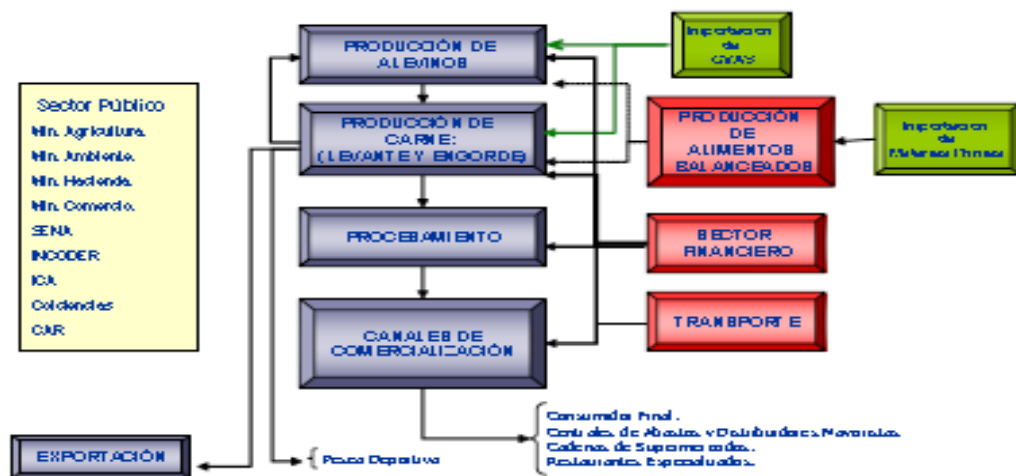 PRODUCCIÓN DE
ALEVINOS
Importación
de
OVAS
Sector Público
Min. Agricultura.
Min. Ambiente.
Min. Hacienda.
Min. Comercio.
SENA
INCODER
ICA
Colciencias
CAR
PRODUCCIÓN DE
CARNE:
(LEVANTE Y ENGORDE)
PRODUCCIÓN
DE
ALIMENTOS
BALANCEADOS
Importación
de
Materias Primas
PROCESAMIENTO
SECTOR
FINANCIERO
CANALES DE
COMERCIALIZACIÓN
TRANSPORTE
EXPORTACIÓN
Pesca Deportiva
Consumidor Final.
Centrales de Abastos y Distribuidores Mayoristas.
Cadenas de Supermercados.
Restaurantes Especializados.